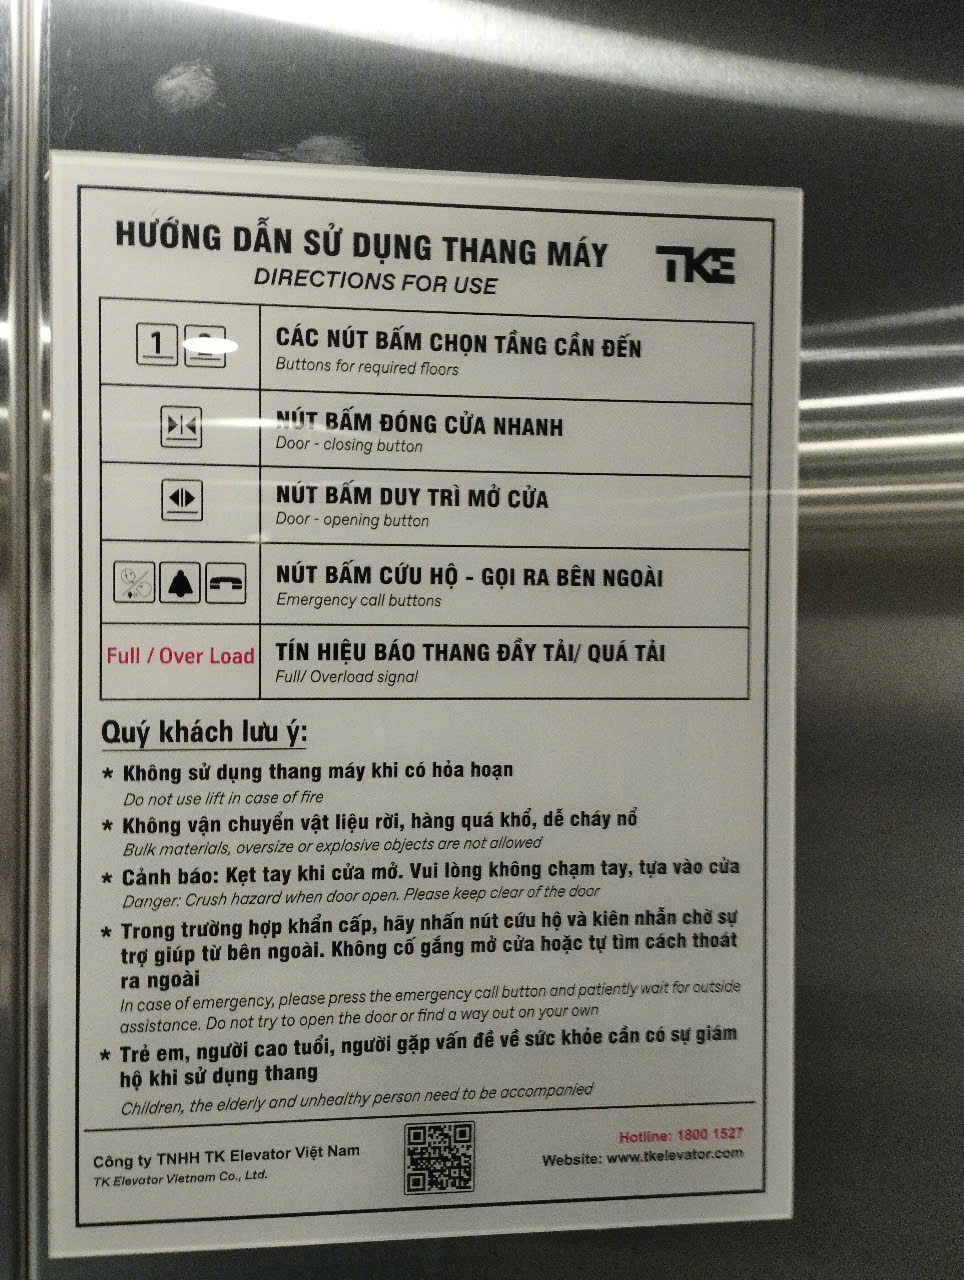 HƯỚNG DẪN SỬ DỤNG THANG MÁY
TKE
DIRECTIONS FOR USE
1 2
CÁC NÚT BẤM CHỌN TẦNG CẦN ĐẾN
Buttons for required floors
NÚT BẤM ĐÓNG CỬA NHANH
Door - closing button
NÚT BẤM DUY TRÌ MỞ CỬA
Door - opening button
NÚT BẤM CỨU HỘ - GỌI RA BÊN NGOÀI
Emergency call buttons
Full / Over Load
TÍN HIỆU BÁO THANG ĐẦY TẢI/ QUÁ TẢI
Full/ Overload signal
Quý khách lưu ý:
* Không sử dụng thang máy khi có hỏa hoạn
Do not use lift in case of fire
* Không vận chuyển vật liệu rời, hàng quá khổ, dễ cháy nổ
Bulk materials, oversize or explosive objects are not allowed
* Cảnh báo: Kẹt tay khi cửa mở. Vui lòng không chạm tay, tựa vào cửa
Danger: Crush hazard when door open. Please keep clear of the door
* Trong trường hợp khẩn cấp, hãy nhấn nút cứu hộ và kiên nhẫn chờ sự
trợ giúp từ bên ngoài. Không cố gắng mở cửa hoặc tự tìm cách thoát
ra ngoài
In case of emergency, please press the emergency call button and patiently wait for outside
assistance. Do not try to open the door or find a way out on your own
* Trẻ em, người cao tuổi, người gặp vấn đề về sức khỏe cần có sự giám
hộ khi sử dụng thang
Children, the elderly and unhealthy person need to be accompanied
Công ty TNHH TK Elevator Việt Nam
TK Elevator Vietnam Co., Ltd.
Hotline: 1800 1527
Website: www.tkelevator.com